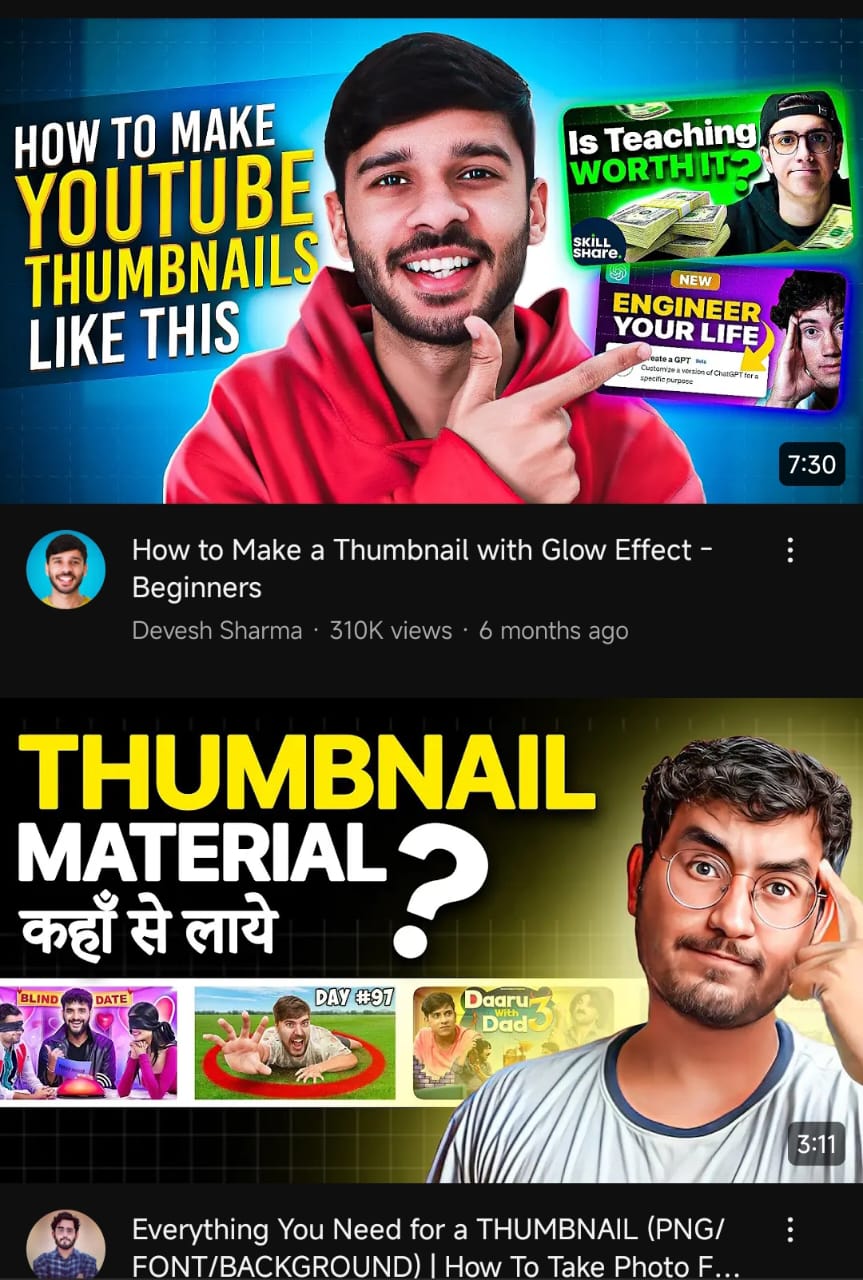 HOW TO MAKE
YOUTUBE
THUMBNAILS
LIKE THIS
Is Teaching
WORTH IT?
SKILL
SHARE.
NEW
ENGINEER
YOUR LIFE
reate a GPT Beta
Customize a version of ChatGPT for a
specific purpose
7:30
How to Make a Thumbnail with Glow Effect -
Beginners
Devesh Sharma · 310K views · 6 months ago
THUMBNAIL
MATERIAL ?
कहाँ से लाये
BLIND DATE
DAY #97
Daaru
With
Dad 3
3:11
Everything You Need for a THUMBNAIL (PNG/
FONT/BACKGROUND) | How To Take Photo F...